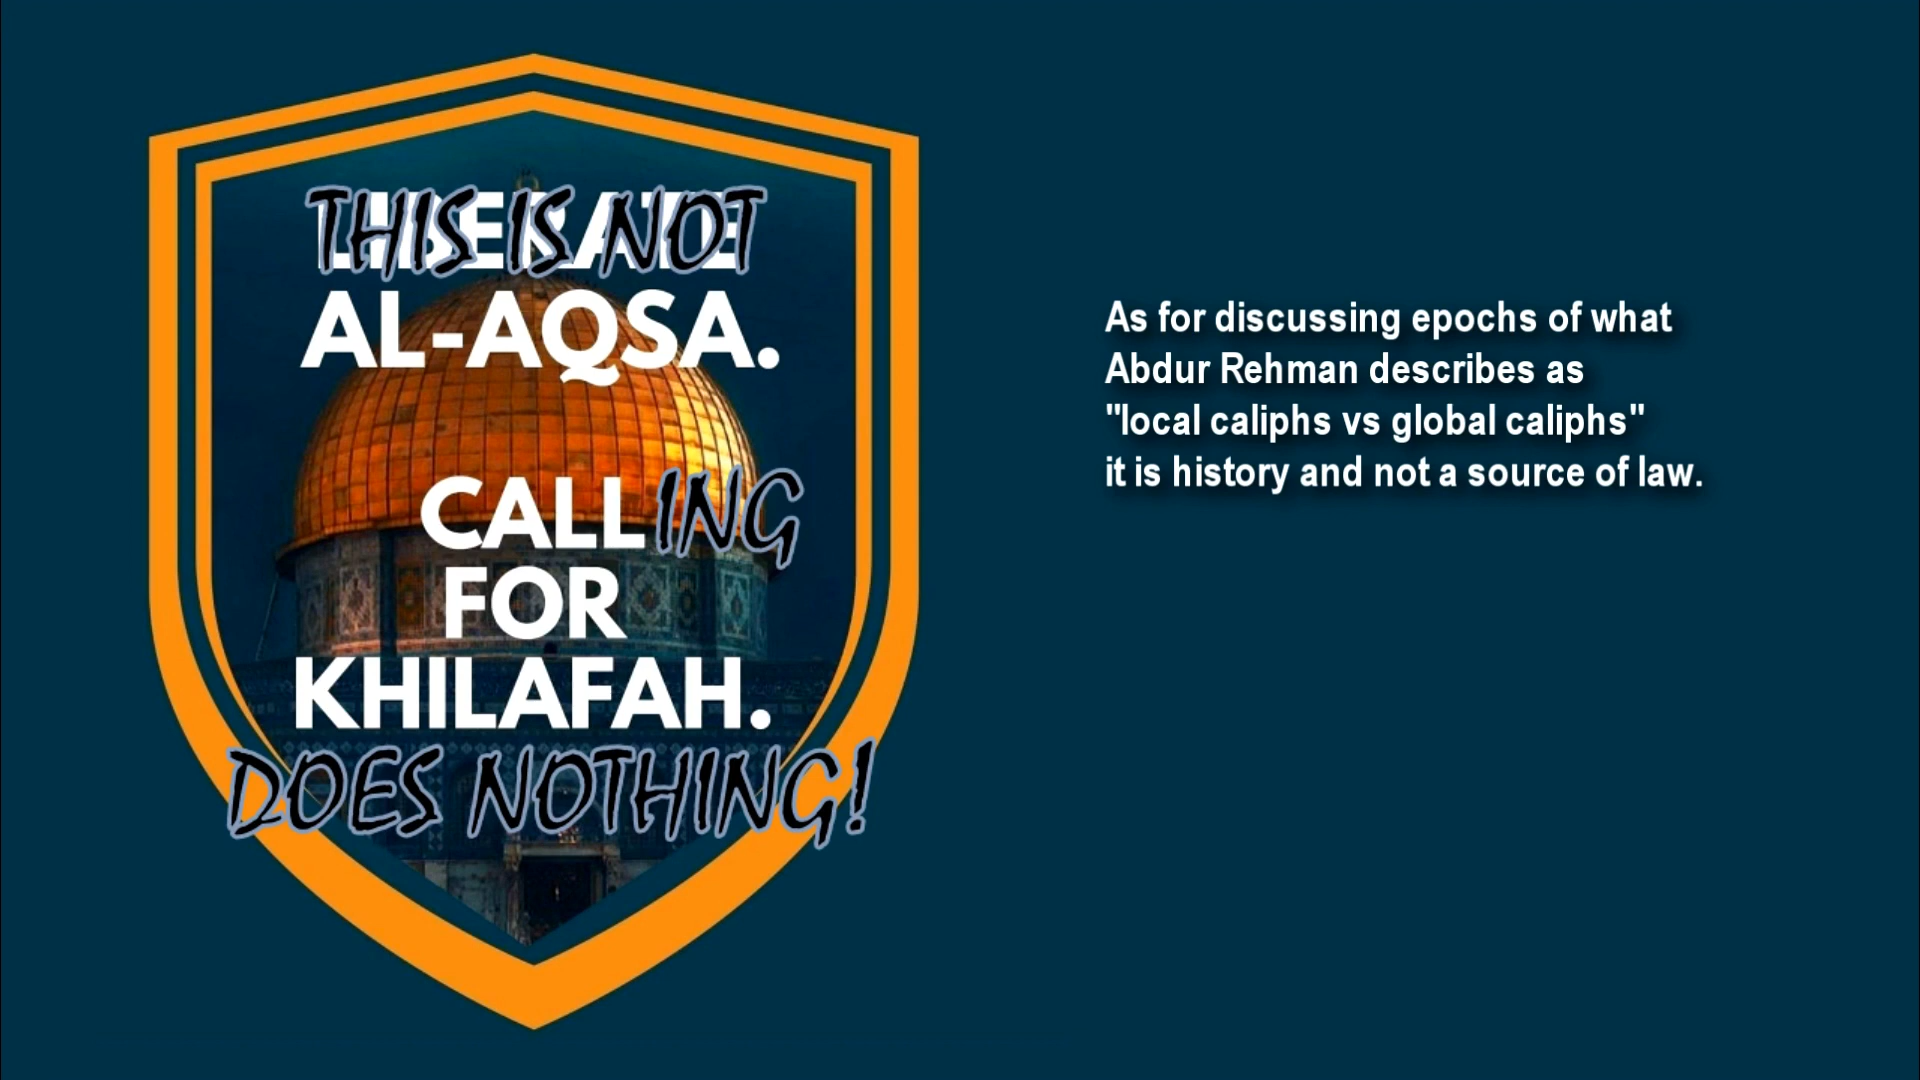 THIS IS NOT
LIBERATE
AL-AQSA.
CALLING
FOR
KHILAFAH.
DOES NOTHING!
As for discussing epochs of what
Abdur Rehman describes as
"local caliphs vs global caliphs"
it is history and not a source of law.